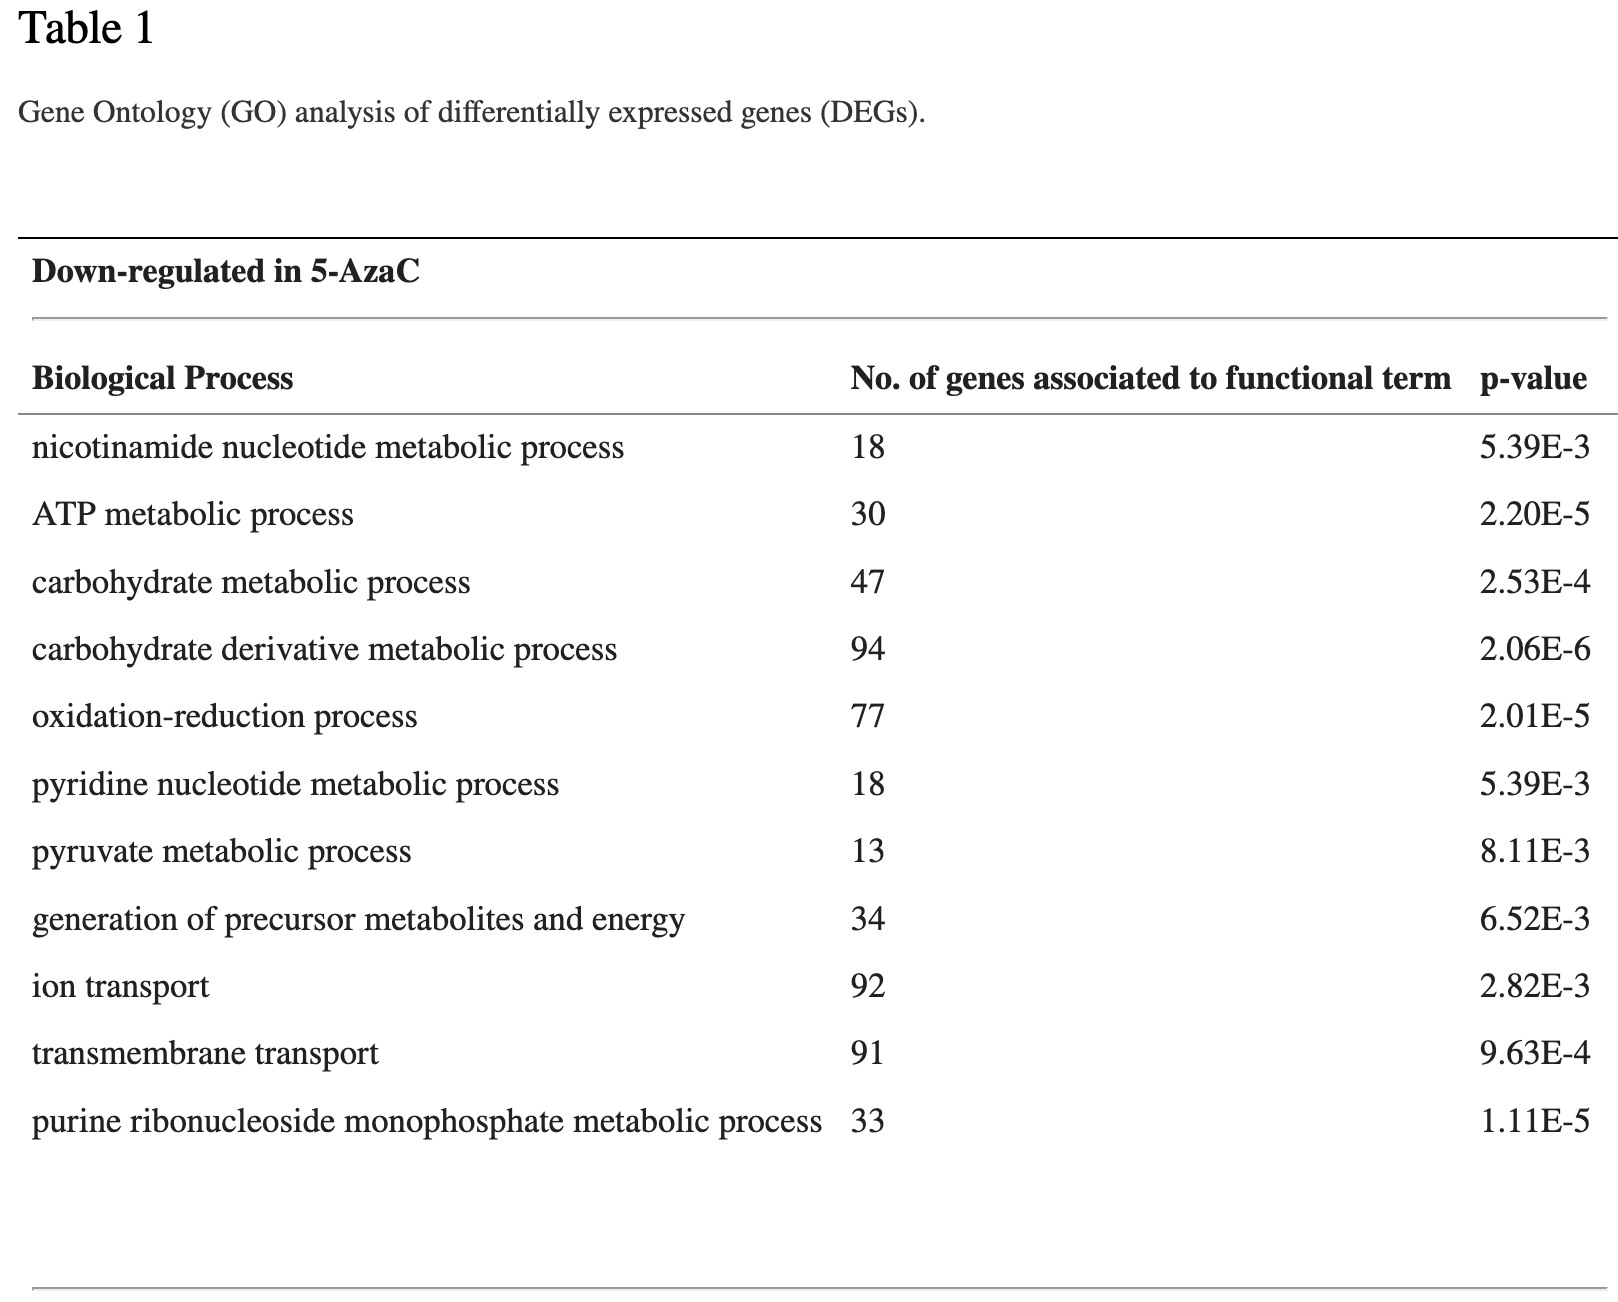 Table 1
Gene Ontology (GO) analysis of differentially expressed genes (DEGs).
Down-regulated in 5-AzaC
Biological Process No. of genes associated to functional term p-value
nicotinamide nucleotide metabolic process 18 5.39E-3
ATP metabolic process 30 2.20E-5
carbohydrate metabolic process 47 2.53E-4
carbohydrate derivative metabolic process 94 2.06E-6
oxidation-reduction process 77 2.01E-5
pyridine nucleotide metabolic process 18 5.39E-3
pyruvate metabolic process 13 8.11E-3
generation of precursor metabolites and energy 34 6.52E-3
ion transport 92 2.82E-3
transmembrane transport 91 9.63E-4
purine ribonucleoside monophosphate metabolic process 33 1.11E-5